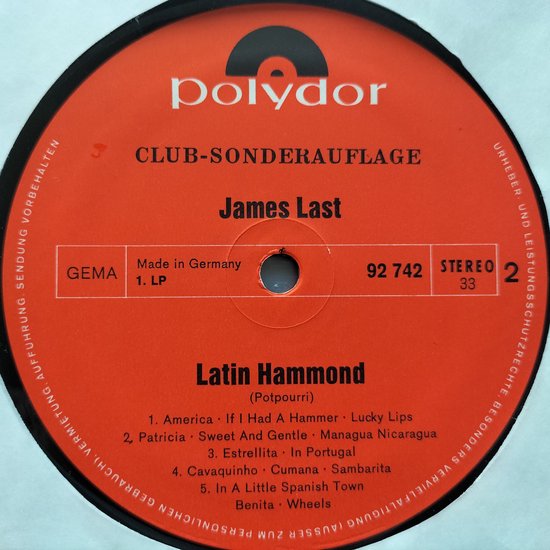 polydor
CLUB-SONDERAUFLAGE
James Last
GEMA
Made in Germany
1. LP
92 742
STEREO
33
2
Latin Hammond
(Potpourri)
1. America · If I Had A Hammer · Lucky Lips
2. Patricia · Sweet And Gentle · Managua Nicaragua
3. Estrellita · In Portugal
4. Cavaquinho · Cumana · Sambarita
5. In A Little Spanish Town
Benita · Wheels
URHEBER- UND LEISTUNGSSCHUTZRECHTE, BESONDERS VERVIELFÄLTIGUNG (AUSSER ZUM PERSÖNLICHEN GEBRAUCH), VERMIETUNG, AUFFÜHRUNG, SENDUNG VORBEHALTEN